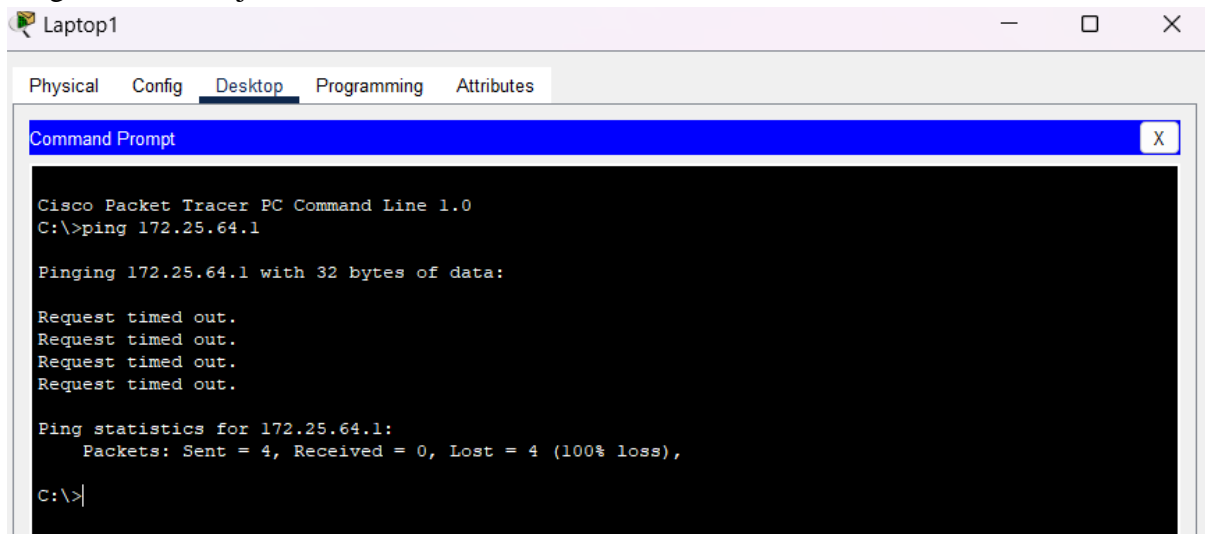 Laptop1
Physical Config Desktop Programming Attributes
Command Prompt X
Cisco Packet Tracer PC Command Line 1.0
C:\>ping 172.25.64.1
Pinging 172.25.64.1 with 32 bytes of data:
Request timed out.
Request timed out.
Request timed out.
Request timed out.
Ping statistics for 172.25.64.1:
Packets: Sent = 4, Received = 0, Lost = 4 (100% loss),
C:\>